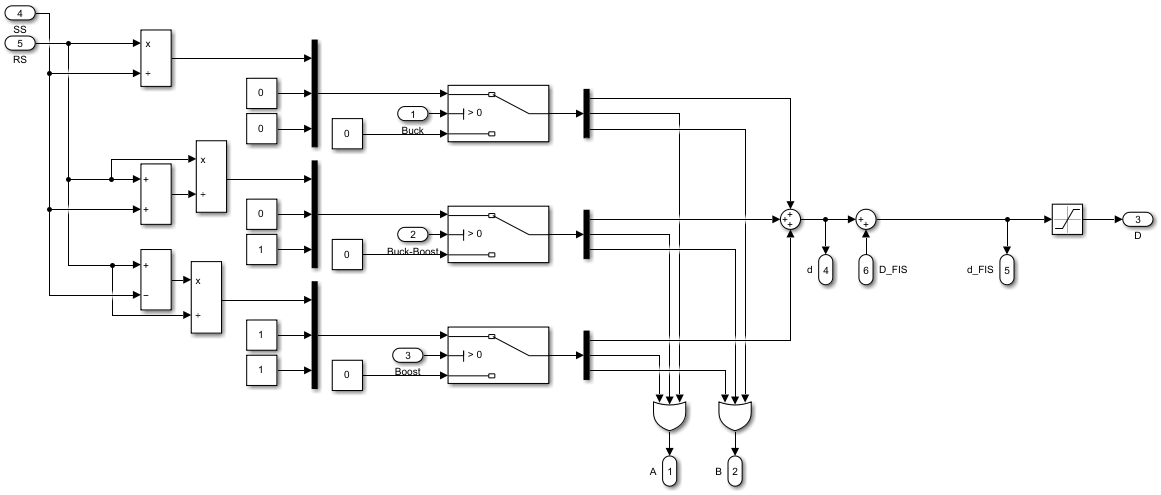 4
SS
5
RS
x
÷
0
0
1
Buck
0
> 0
x
÷
+
+
0
1
2
Buck-Boost
0
> 0
+
−
x
÷
1
1
3
Boost
0
> 0
+
+
+
d 4
+
+
6 D_FIS
d_FIS 5
3
D
A 1
B 2